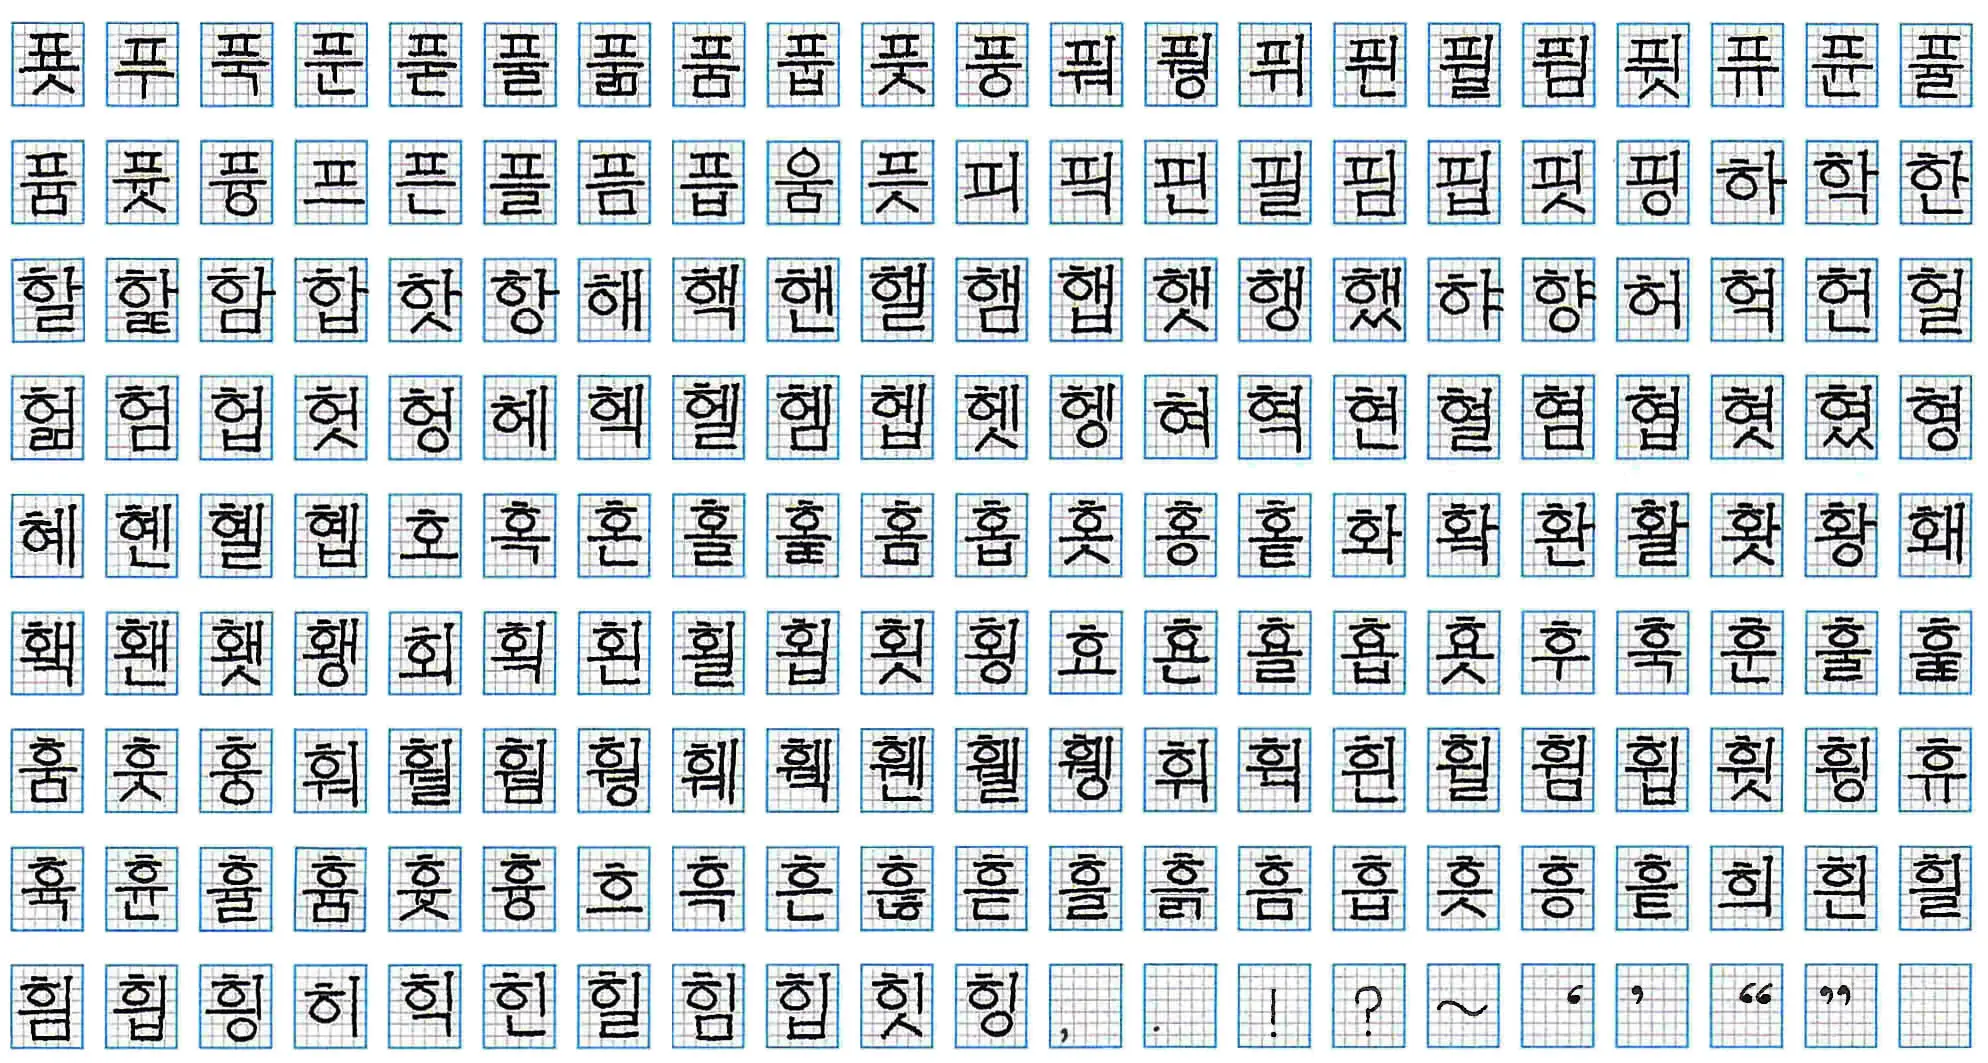 푯 푸 푹 푼 푿 풀 풂 품 풉 풋 풍 풔 풩 퓌 퓐 퓔 퓜 퓟 퓨 퓬 퓰
퓸 퓻 퓽 프 픈 플 픔 픕 움 픗 피 픽 핀 필 핌 핍 핏 핑 하 학 한
할 핥 함 합 핫 항 해 핵 핸 핼 햄 햅 햇 행 했 햐 향 허 헉 헌 헐
헒 험 헙 헛 헝 헤 헥 헬 헴 헵 헷 헹 혀 혁 현 혈 혐 협 혓 혔 형
혜 혠 혤 혭 호 혹 혼 홀 홅 홈 홉 홋 홍 홑 화 확 환 활 홧 황 홰
홱 홴 횃 횅 회 획 횐 횔 횝 횟 횡 효 횬 횰 횹 횻 후 훅 훈 훌 훑
훔 훗 훙 훠 훨 훰 훵 훼 훽 휀 휄 휑 휘 휙 휜 휠 휨 휩 휫 휭 휴
휵 휸 휼 흄 흇 흉 흐 흑 흔 흖 흗 흘 흙 흠 흡 흣 흥 흩 희 흰 흴
흼 흽 힁 히 힉 힌 힐 힘 힙 힛 힝 , . ! ? ~ ‘ ’ “ ”